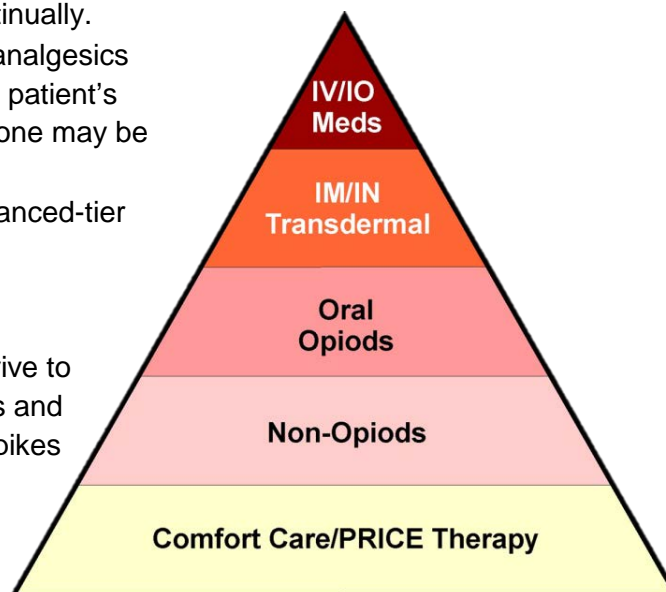 tinually.
analgesics
patient's
one may be
anced-tier
ive to
s and
oikes
IV/IO
Meds
IM/IN
Transdermal
Oral
Opiods
Non-Opiods
Comfort Care/PRICE Therapy